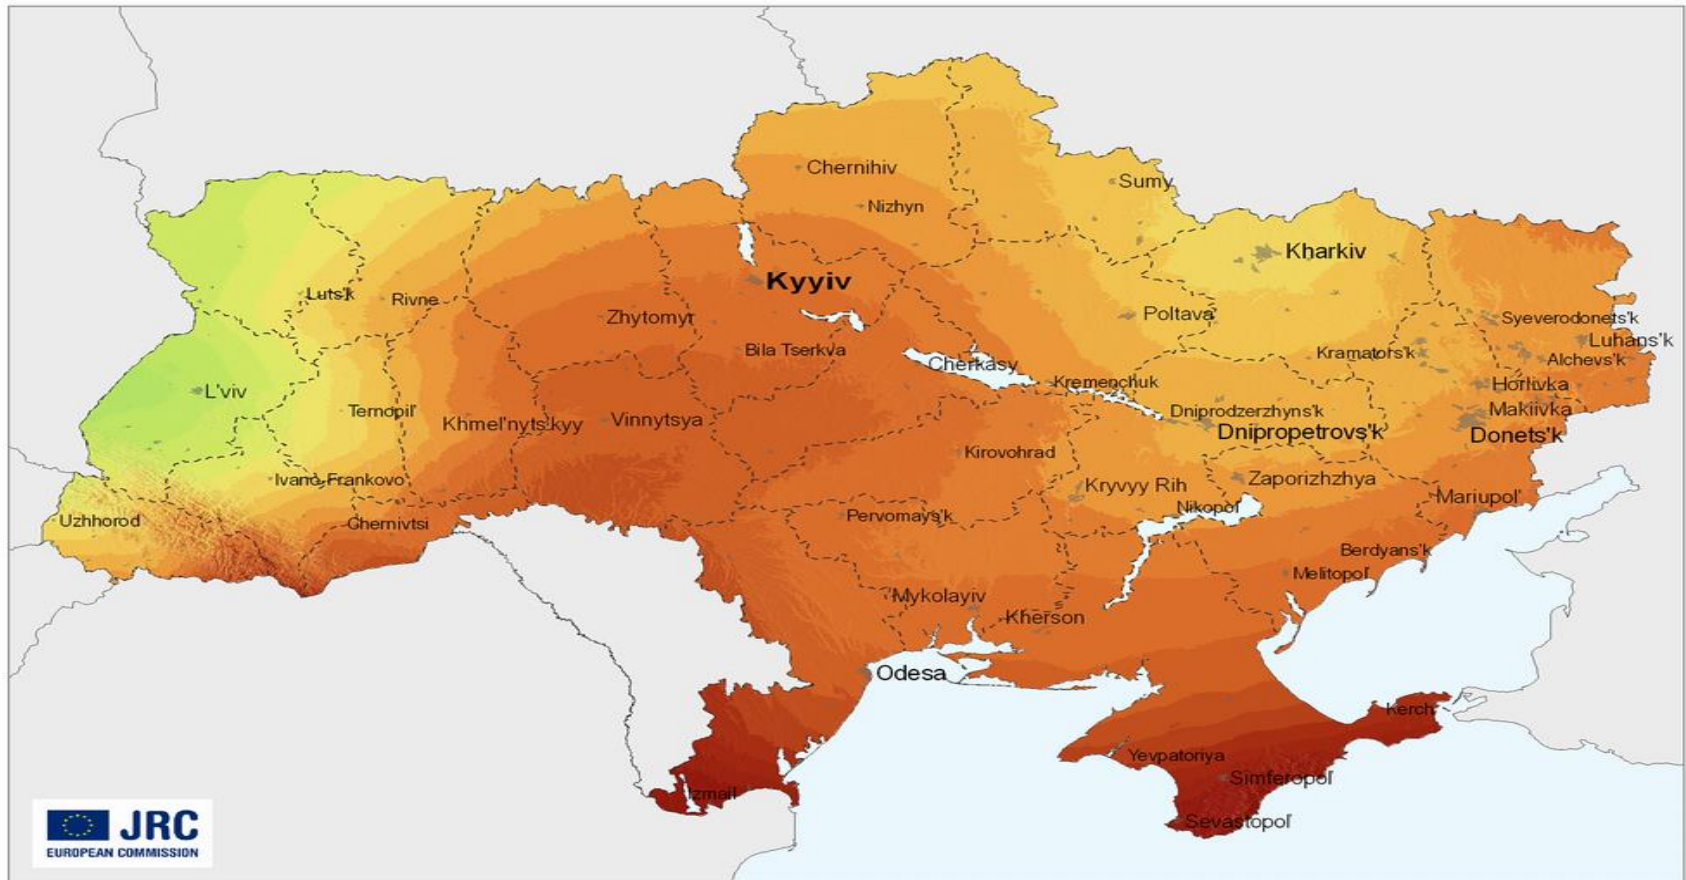 Chernihiv
Sumy
Nizhyn
Kharkiv
Kyyiv
Luts'k
Rivne
Zhytomyr
Poltava
Syeverodonets'k
Luhans'k
Bila Tserkva
Kramators'k
Alchevs'k
Cherkasy
L'viv
Kremenchuk
Horlivka
Ternopil'
Khmel'nyts'kyy
Vinnytsya
Dniprodzerzhyns'k
Makiivka
Dnipropetrovs'k
Donets'k
Kirovohrad
Ivano-Frankovo
Kryvyy Rih
Zaporizhzhya
Mariupol'
Uzhhorod
Chernivtsi
Pervomays'k
Nikopol'
Berdyans'k
Melitopol'
Mykolayiv
Kherson
Odesa
Kerch
Yevpatoriya
Simferopol'
Izmail
Sevastopol'
JRC
EUROPEAN COMMISSION